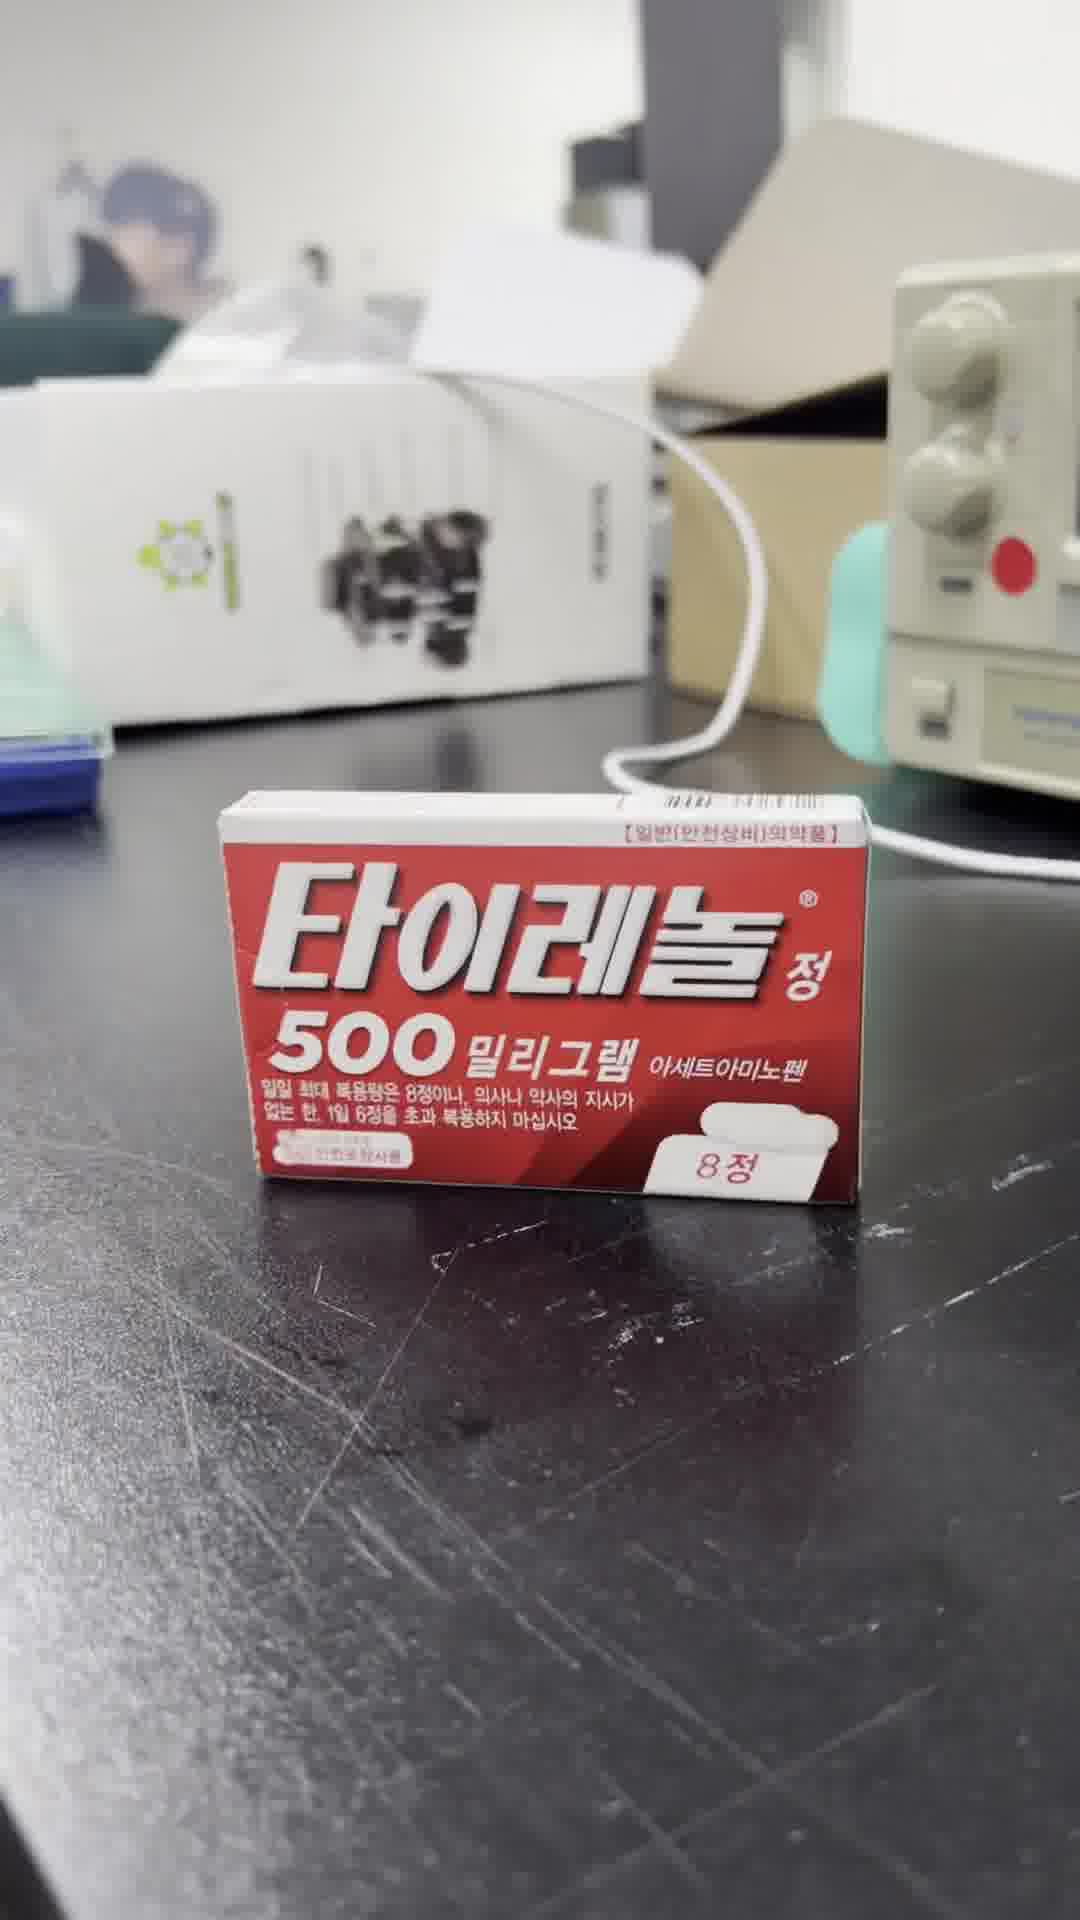 【일반(안전상비)의약품】
타이레놀® 정
500 밀리그램 아세트아미노펜
일일 최대 복용량은 8정이나, 의사나 약사의 지시가
없는 한, 1일 6정을 초과 복용하지 마십시오
8정